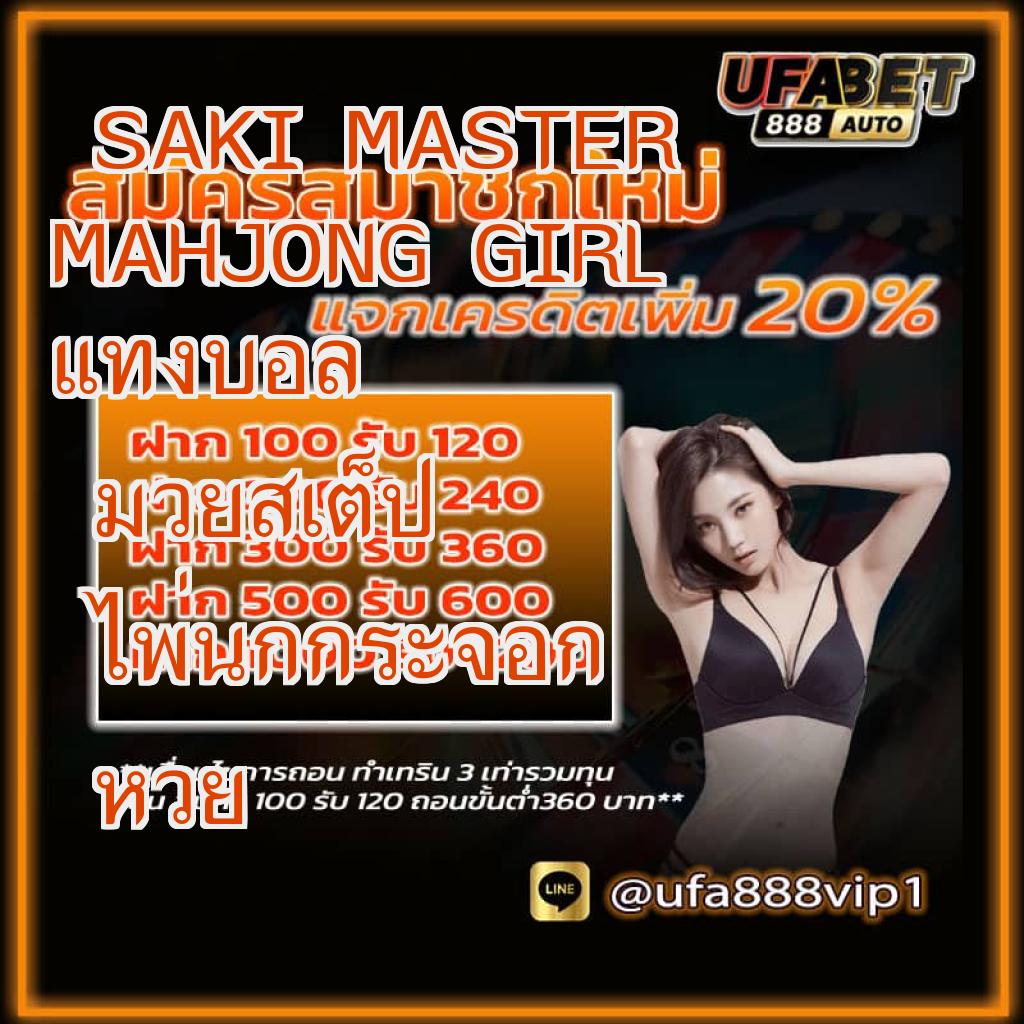 UFABET
888 AUTO
SAKI MASTER
สมัครสมาชิกใหม่
MAHJONG GIRL
แจกเครดิตเพิ่ม 20%
แทงบอล
ฝาก 100 รับ 120
240
มวยสเต็ป
ฝาก 300 รับ 360
ฝาก 500 รับ 600
ไพ่นกกระจอก
การถอน ทำเทริน 3 เท่ารวมทุน
หวย
100 รับ 120 ถอนขั้นต่ำ360 บาท**
LINE
@ufa888vip1